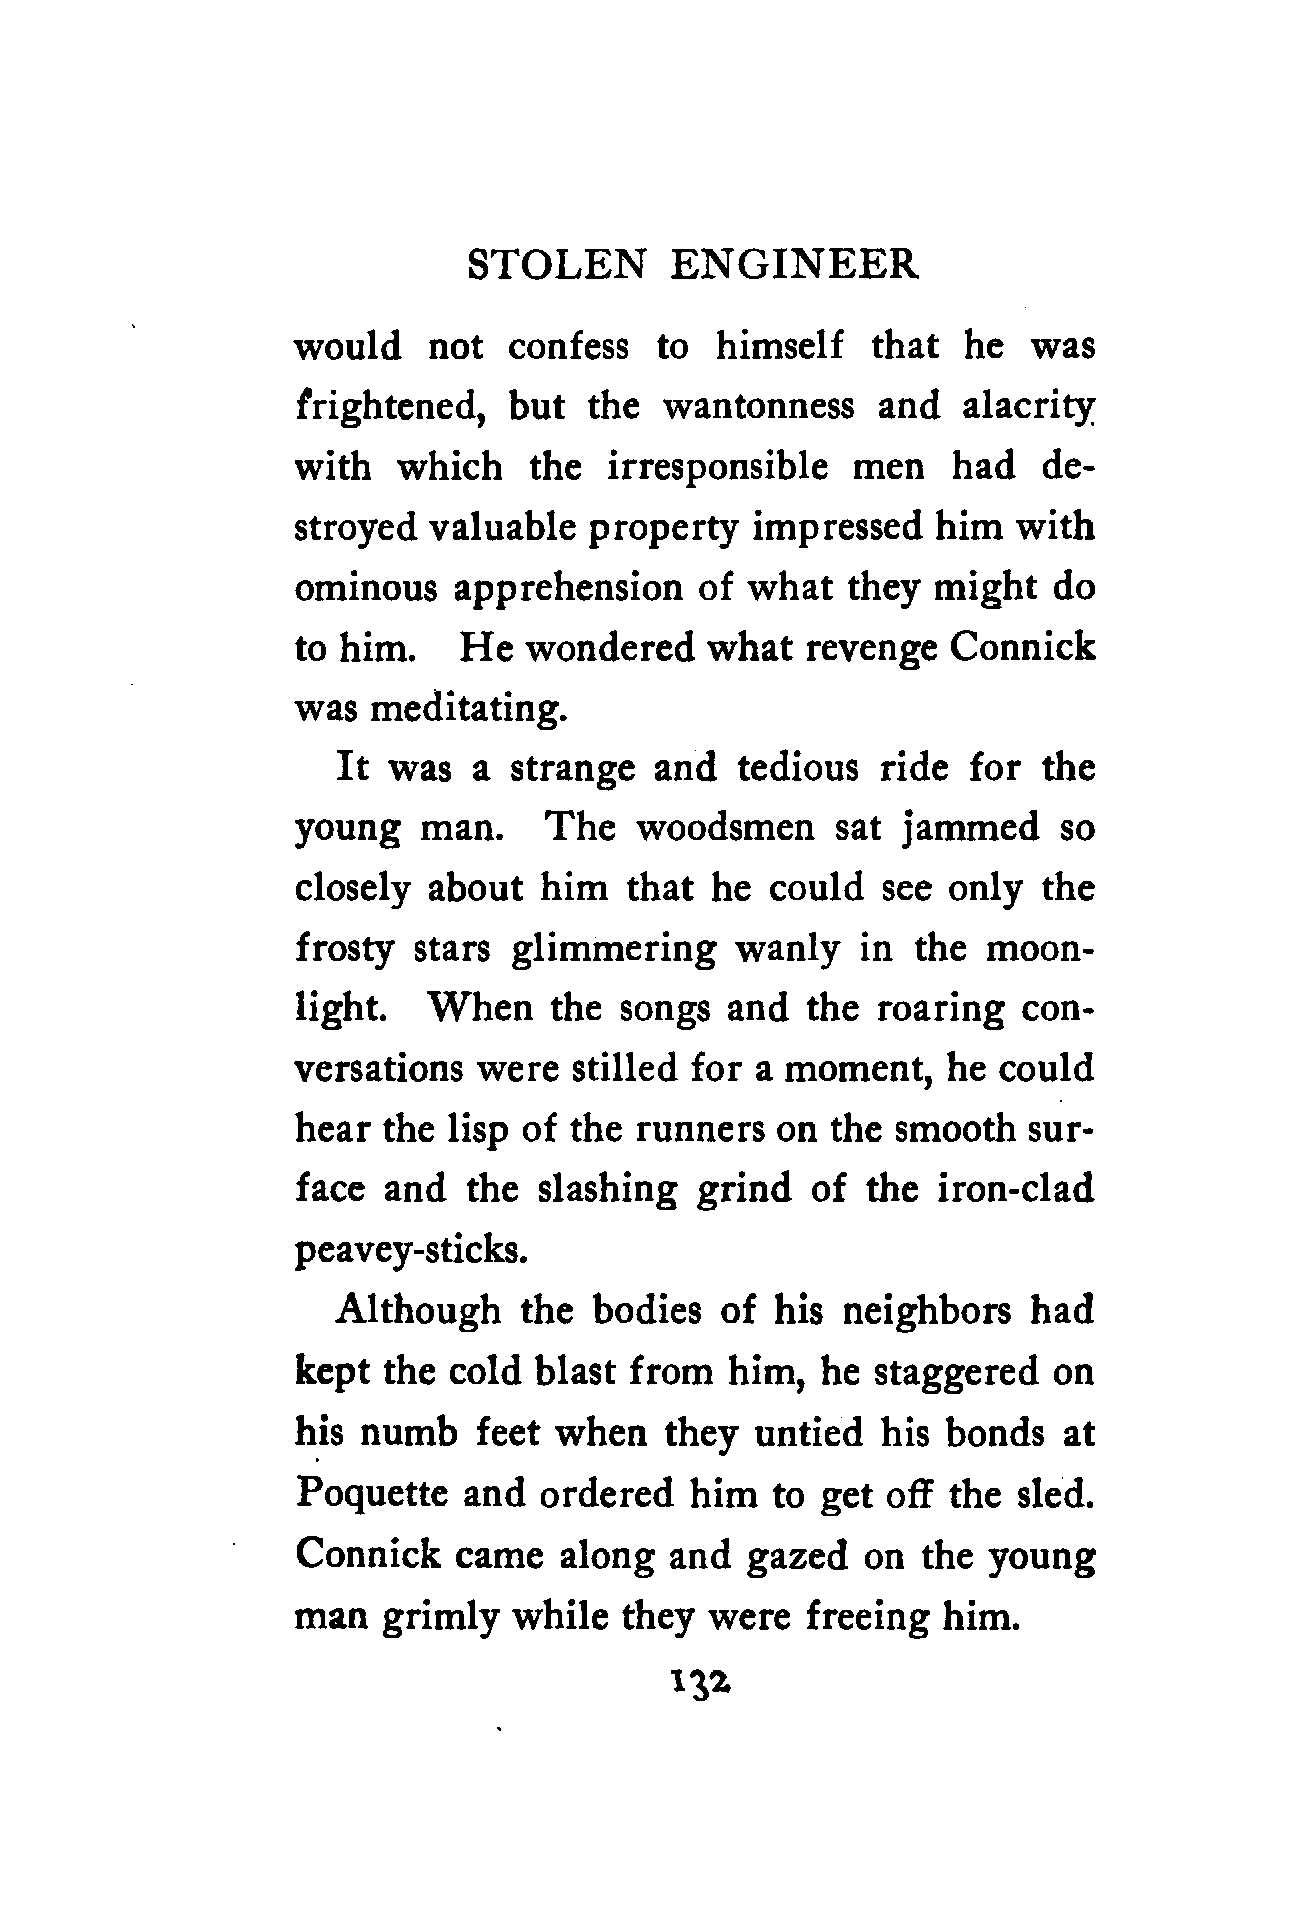 STOLEN ENGINEER
would not confess to himself that he was
frightened, but the wantonness and alacrity
with which the irresponsible men had de-
stroyed valuable property impressed him with
ominous apprehension of what they might do
to him. He wondered what revenge Connick
was meditating.
It was a strange and tedious ride for the
young man. The woodsmen sat jammed so
closely about him that he could see only the
frosty stars glimmering wanly in the moon-
light. When the songs and the roaring con-
versations were stilled for a moment, he could
hear the lisp of the runners on the smooth sur-
face and the slashing grind of the iron-clad
peavey-sticks.
Although the bodies of his neighbors had
kept the cold blast from him, he staggered on
his numb feet when they untied his bonds at
Poquette and ordered him to get off the sled.
Connick came along and gazed on the young
man grimly while they were freeing him.
132